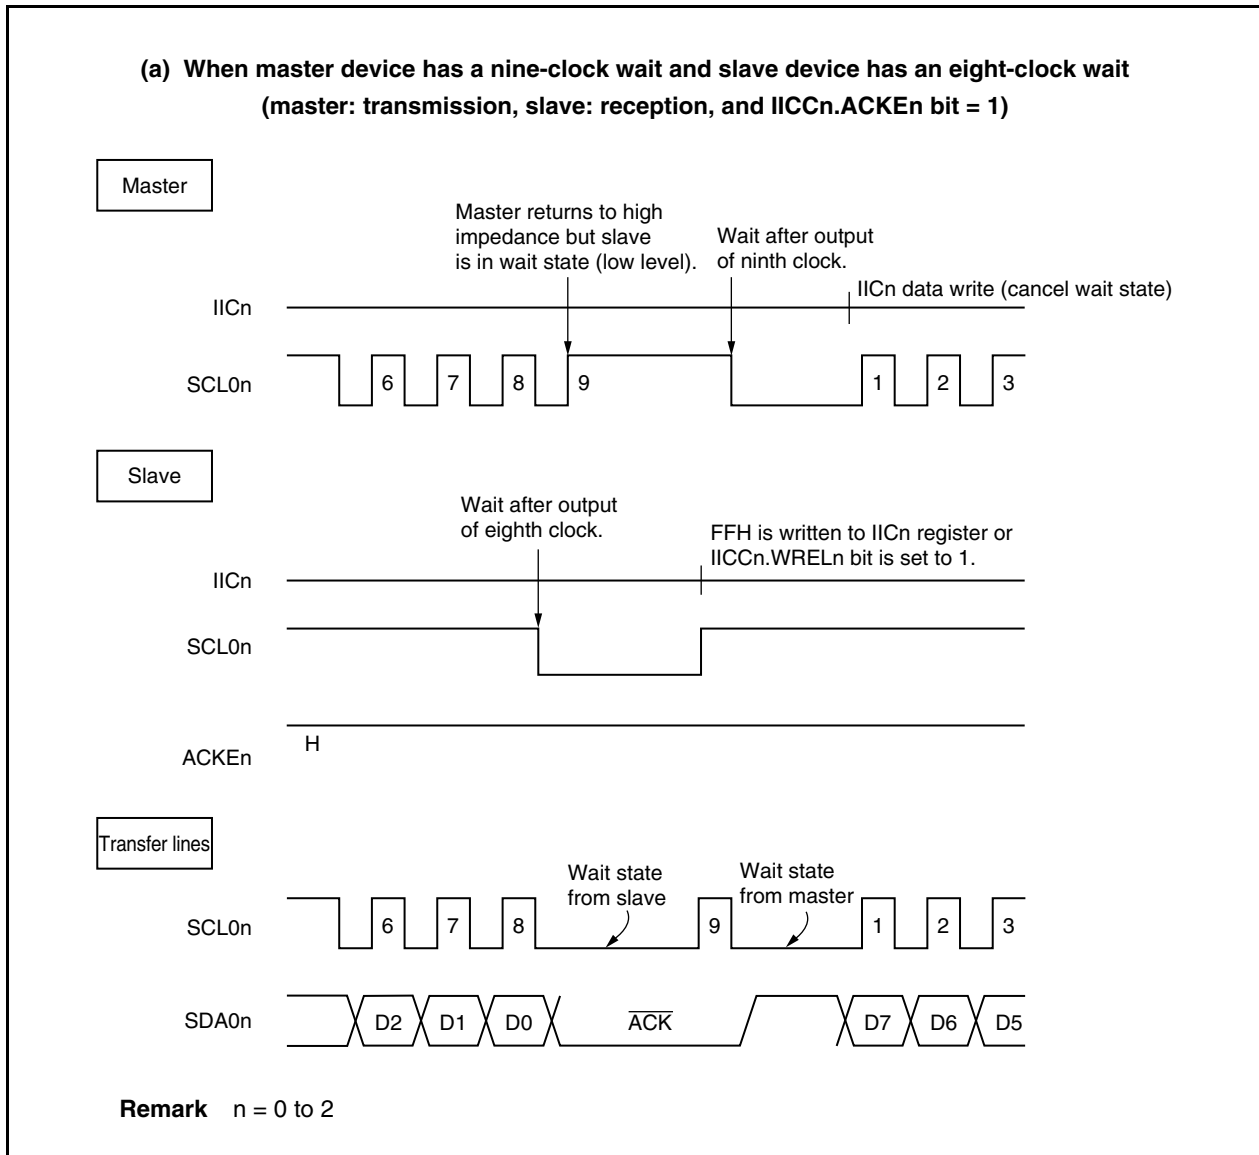 (a) When master device has a nine-clock wait and slave device has an eight-clock wait
(master: transmission, slave: reception, and IICCn.ACKEn bit = 1)
Master
Master returns to high
impedance but slave
is in wait state (low level).
Wait after output
of ninth clock.
IICn data write (cancel wait state)
IICn
SCL0n
6 7 8 9 1 2 3
Slave
Wait after output
of eighth clock.
FFH is written to IICn register or
IICCn.WRELn bit is set to 1.
IICn
SCL0n
H
ACKEn
Transfer lines
Wait state
from slave
Wait state
from master
SCL0n
6 7 8 9 1 2 3
SDA0n
D2 D1 D0 ACK D7 D6 D5
Remark n = 0 to 2